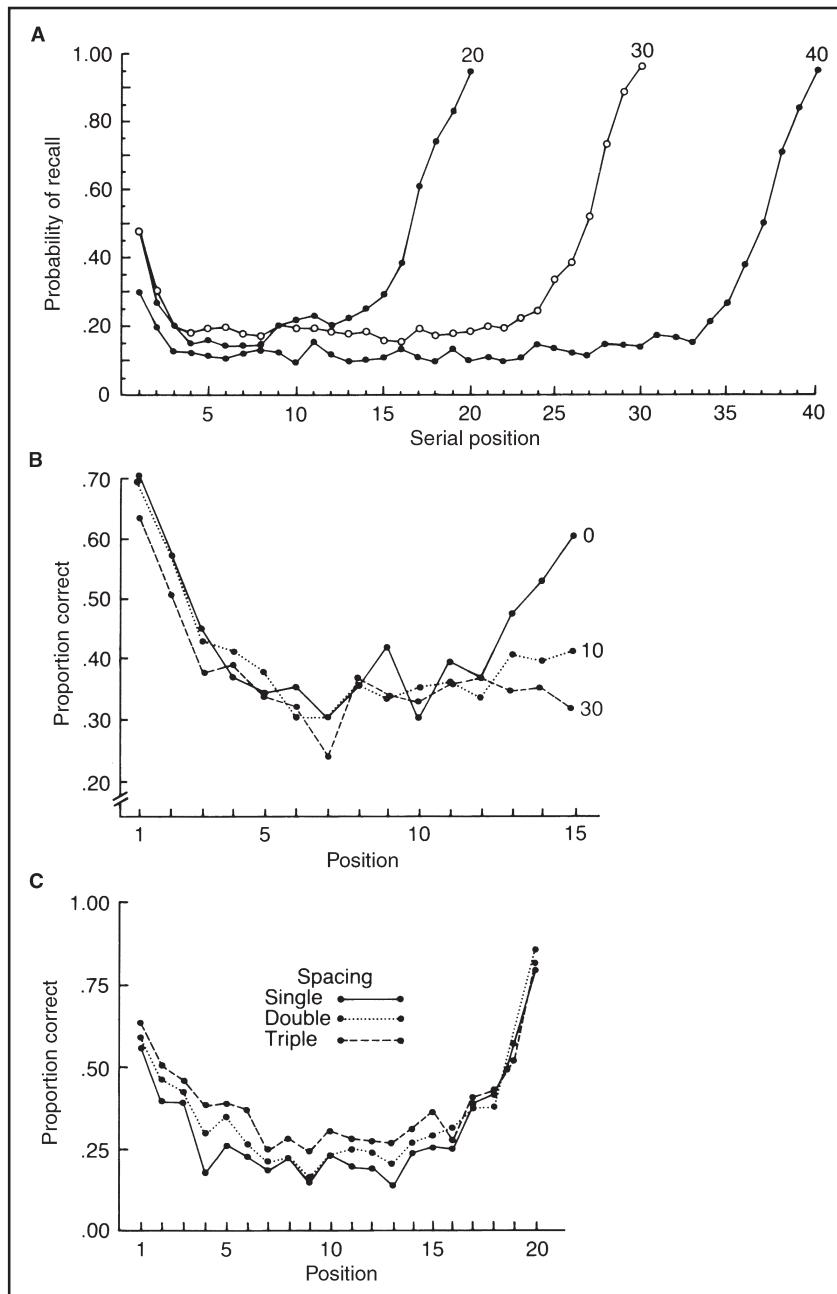 A
1.00
.80
.60
.40
.20
0
Probability of recall
20
30
40
5 10 15 20 25 30 35 40
Serial position
B
.70
.60
.50
.40
.30
.20
Proportion correct
0
10
30
1 5 10 15
Position
C
1.00
.75
.50
.25
.00
Proportion correct
Spacing
Single
Double
Triple
1 5 10 15 20
Position